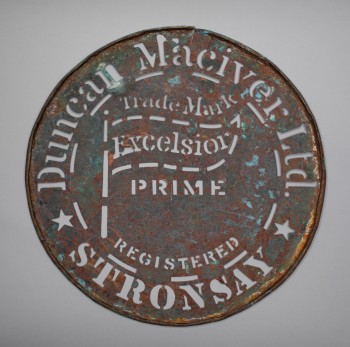 Duncan Maciver Ltd.
Trade Mark
Excelsior
PRIME
REGISTERED
STRONSAY